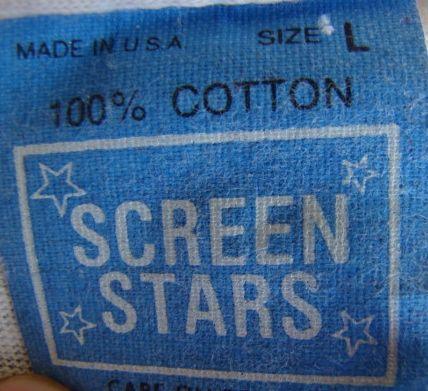 MADE IN U.S.A. SIZE L
100% COTTON
SCREEN
STARS